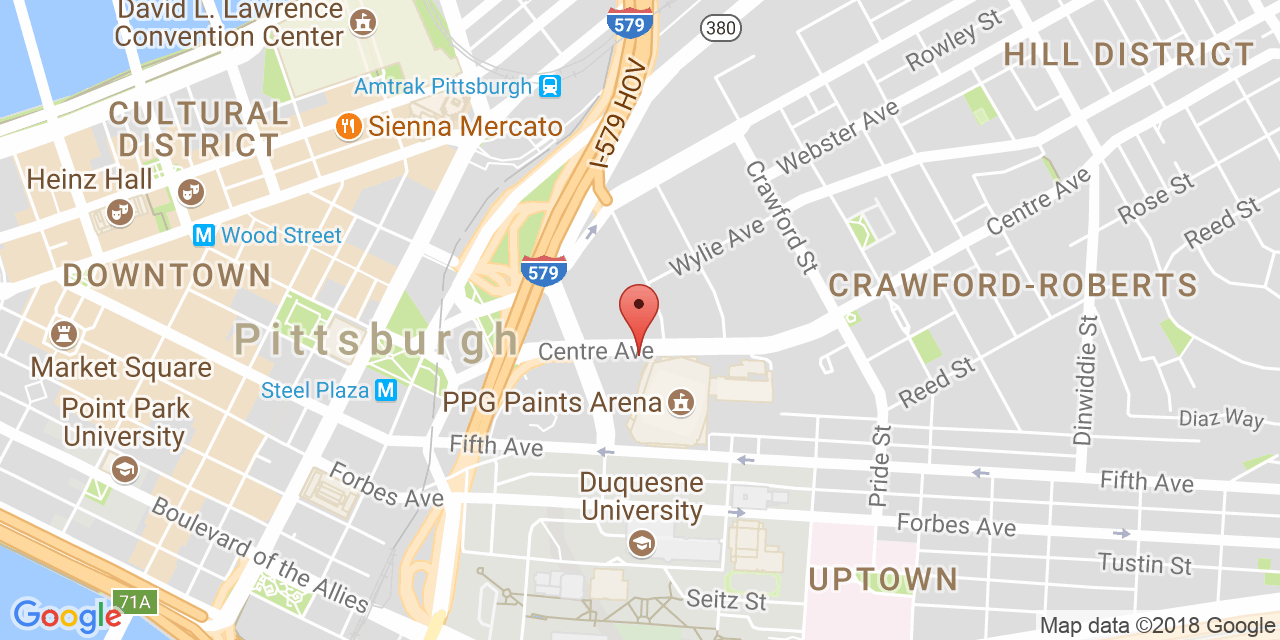 David L. Lawrence
Convention Center
579
380
Rowley St
HILL DISTRICT
Amtrak Pittsburgh
I-579 HOV
CULTURAL
DISTRICT
Sienna Mercato
Webster Ave
Heinz Hall
Crawford St
Centre Ave
Rose St
Reed St
M Wood Street
Wylie Ave
DOWNTOWN
579
CRAWFORD-ROBERTS
Pittsburgh
Centre Ave
Dinwiddie St
Market Square
Steel Plaza M
Reed St
PPG Paints Arena
Point Park
University
Diaz Way
Fifth Ave
Pride St
Forbes Ave
Duquesne
University
Fifth Ave
Boulevard of the Allies
Forbes Ave
Tustin St
UPTOWN
Seitz St
71A
Google
Map data ©2018 Google